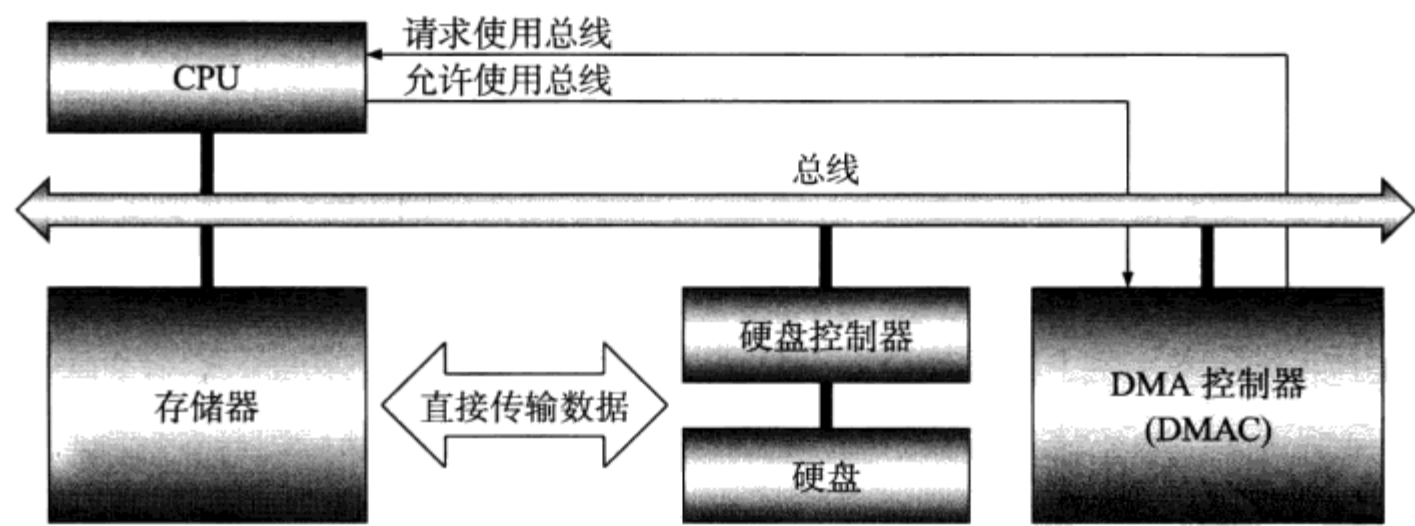 请求使用总线
CPU
允许使用总线
总线
存储器
直接传输数据
硬盘控制器
硬盘
DMA 控制器
(DMAC)